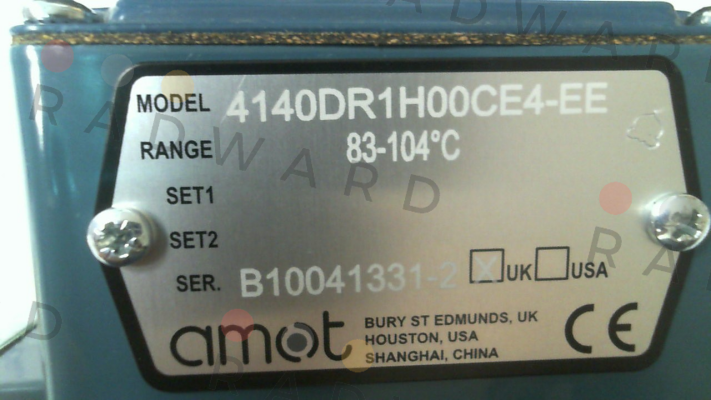 MODEL 4140DR1H00CE4-EE
RANGE 83-104°C
SET1
SET2
SER. B10041331-2 X UK USA
amot BURY ST EDMUNDS, UK
HOUSTON, USA
SHANGHAI, CHINA
CE
RADWARD